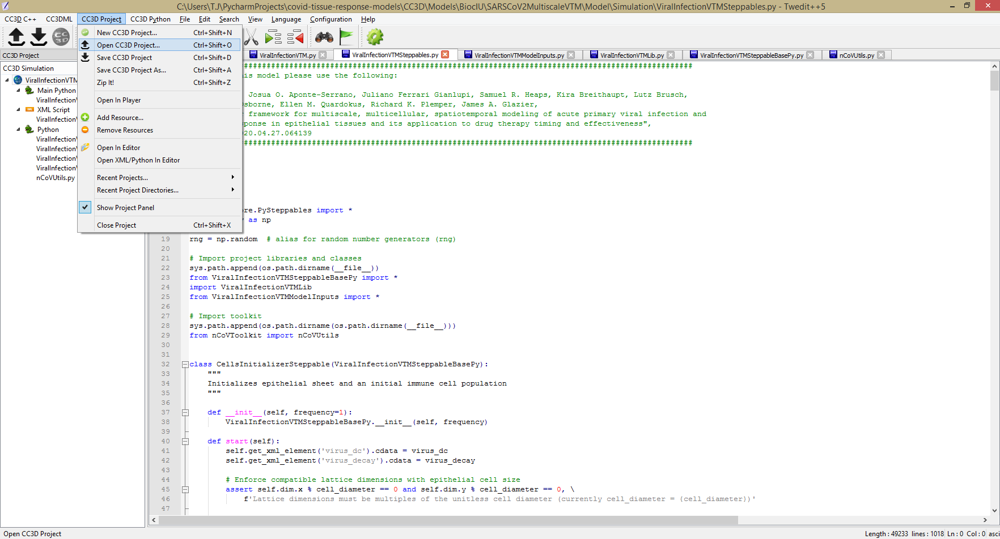 C:\Users\T.J\PycharmProjects\covid-tissue-response-models\CC3D\Models\BiocIU\SARSCoV2MultiscaleVTM\Model\Simulation\ViralInfectionVTMSteppables.py - Twedit++5
CC3D C++ CC3DML CC3D Project CC3D Python File Edit Search View Language Configuration Help
CC3D
New CC3D Project... Ctrl+Shift+N
Open CC3D Project... Ctrl+Shift+O
Save CC3D Project Ctrl+Shift+D
Save CC3D Project As... Ctrl+Shift+A
Zip It! Ctrl+Shift+Z
Open In Player
Add Resource...
Remove Resources
Open In Editor
Open XML/Python In Editor
Recent Projects...
Recent Project Directories...
Show Project Panel
Close Project Ctrl+Shift+X
CC3D Project
CC3D Simulation
ViralInfectionVTM
Main Python
ViralInfection
XML Script
ViralInfection
Python
ViralInfection
ViralInfection
ViralInfection
ViralInfection
nCoVUtils.py
ViralInfectionVTM.py ViralInfectionVTMSteppables.py ViralInfectionVTMModelInputs.py ViralInfectionVTMLib.py ViralInfectionVTMSteppableBasePy.py nCoVUtils.py
###################################################################################################
is model please use the following:
Josua O. Aponte-Serrano, Juliano Ferrari Gianlupi, Samuel R. Heaps, Kira Breithaupt, Lutz Brusch,
Osborne, Ellen M. Quardokus, Richard K. Plemper, James A. Glazier,
r framework for multiscale, multicellular, spatiotemporal modeling of acute primary viral infection and
ponse in epithelial tissues and its application to drug therapy timing and effectiveness",
20.04.27.064139
###################################################################################################
re.PySteppables import *
as np
19 rng = np.random  # alias for random number generators (rng)
20
21 # Import project libraries and classes
22 sys.path.append(os.path.dirname(__file__))
23 from ViralInfectionVTMSteppableBasePy import *
24 import ViralInfectionVTMLib
25 from ViralInfectionVTMModelInputs import *
26
27 # Import toolkit
28 sys.path.append(os.path.dirname(os.path.dirname(__file__)))
29 from nCoVToolkit import nCoVUtils
30
31
32 class CellsInitializerSteppable(ViralInfectionVTMSteppableBasePy):
33 """
34 Initializes epithelial sheet and an initial immune cell population
35 """
36
37 def __init__(self, frequency=1):
38 ViralInfectionVTMSteppableBasePy.__init__(self, frequency)
39
40 def start(self):
41 self.get_xml_element('virus_dc').cdata = virus_dc
42 self.get_xml_element('virus_decay').cdata = virus_decay
43
44 # Enforce compatible lattice dimensions with epithelial cell size
45 assert self.dim.x % cell_diameter == 0 and self.dim.y % cell_diameter == 0, \
46 f'Lattice dimensions must be multiples of the unitless cell diameter (currently cell_diameter = {cell_diameter})'
47
Open CC3D Project
Length : 49233 lines : 1018 Ln : 0 Col : 0 asci